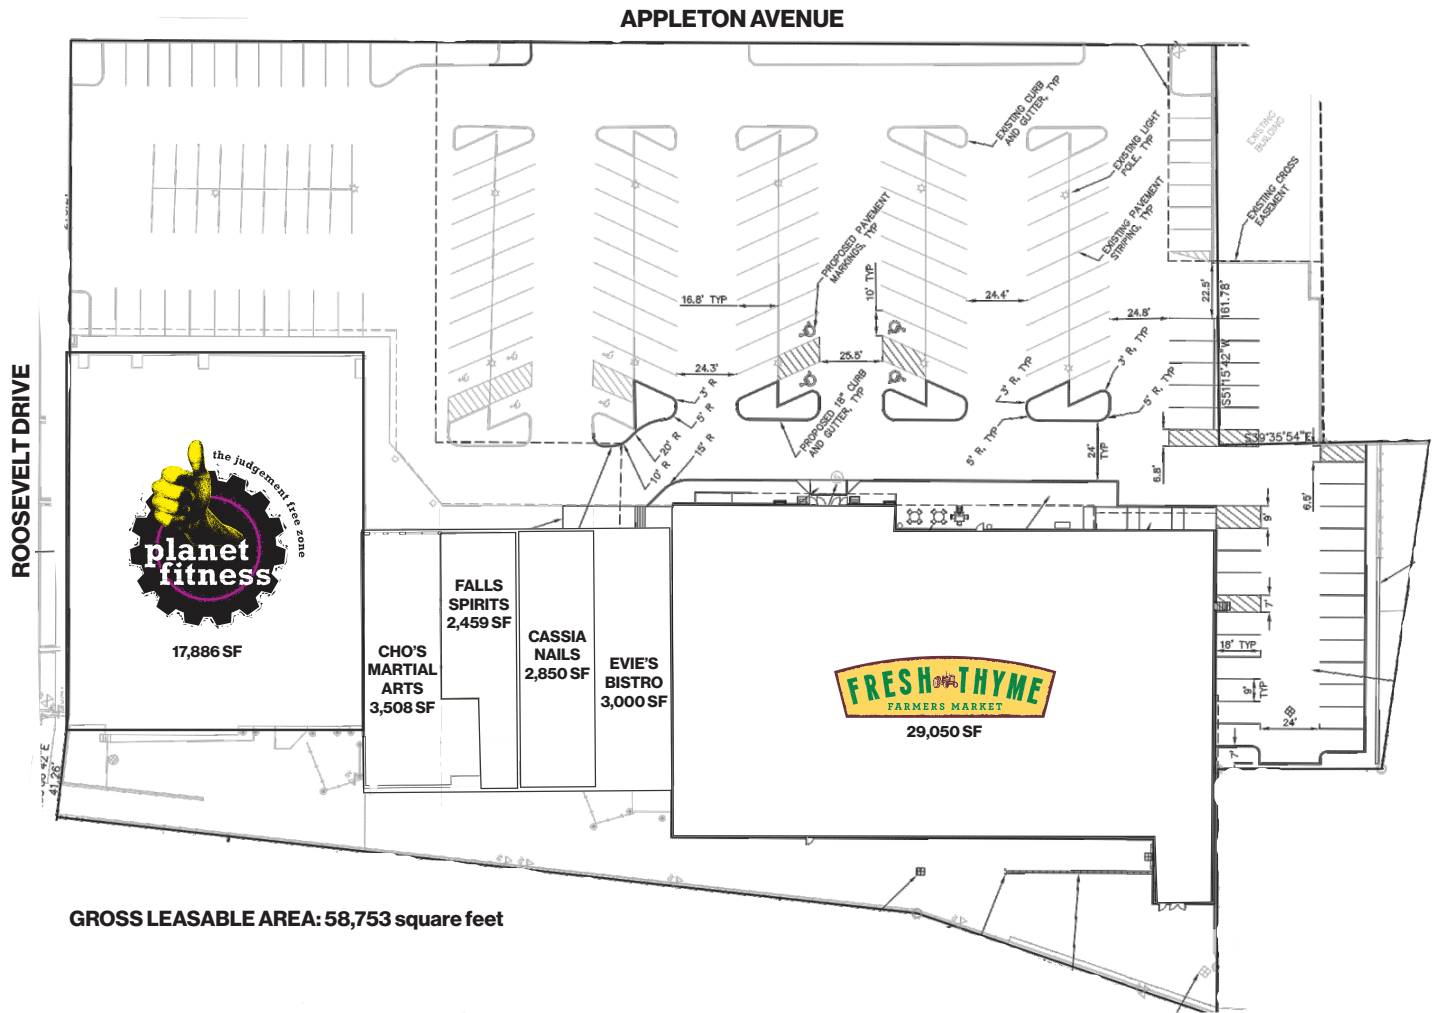 APPLETON AVENUE
EXISTING CURB
AND GUTTER, TYP
EXISTING LIGHT
POLE, TYP
EXISTING
BUILDING
EXISTING CROSS
EASEMENT
PROPOSED PAVEMENT
MARKINGS, TYP
EXISTING PAVEMENT
STRIPING, TYP
10' TYP
16.8' TYP
24.4'
24.8'
22.5'
161.78'
S51°15'42"W
25.5'
24.3'
3' R
5' R
20' R
10' R
15' R
PROPOSED 18" CURB
AND GUTTER, TYP
3' R, TYP
3' R, TYP
5' R, TYP
5' R, TYP
24'
6.8'
S39°35'54"E
6.5'
9'
7'
18' TYP
9'
TYP
24'
7'
ROOSEVELT DRIVE
the judgement free zone
planet
fitness
17,886 SF
CHO'S
MARTIAL
ARTS
3,508 SF
FALLS
SPIRITS
2,459 SF
CASSIA
NAILS
2,850 SF
EVIE'S
BISTRO
3,000 SF
FRESH THYME
FARMERS MARKET
29,050 SF
41.26'
GROSS LEASABLE AREA: 58,753 square feet